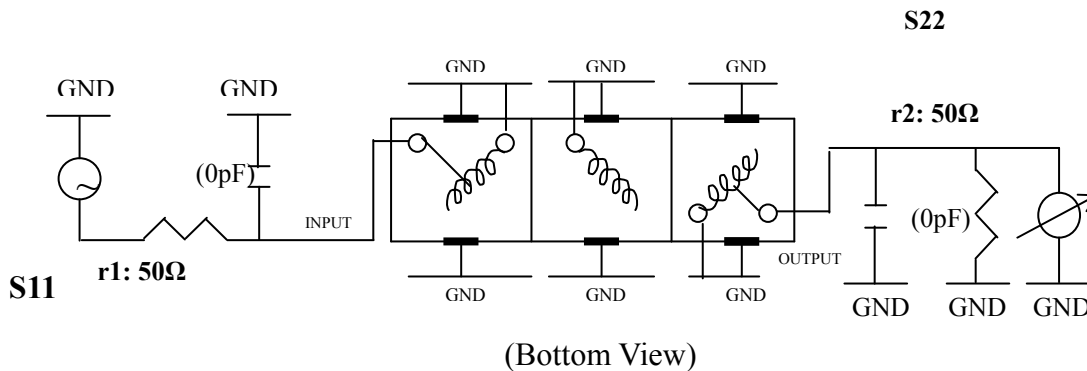 S22
GND
GND
GND
GND
GND
r2: 50Ω
(0pF)
(0pF)
INPUT
r1: 50Ω
OUTPUT
S11
GND
GND
GND
GND
GND
GND
(Bottom View)